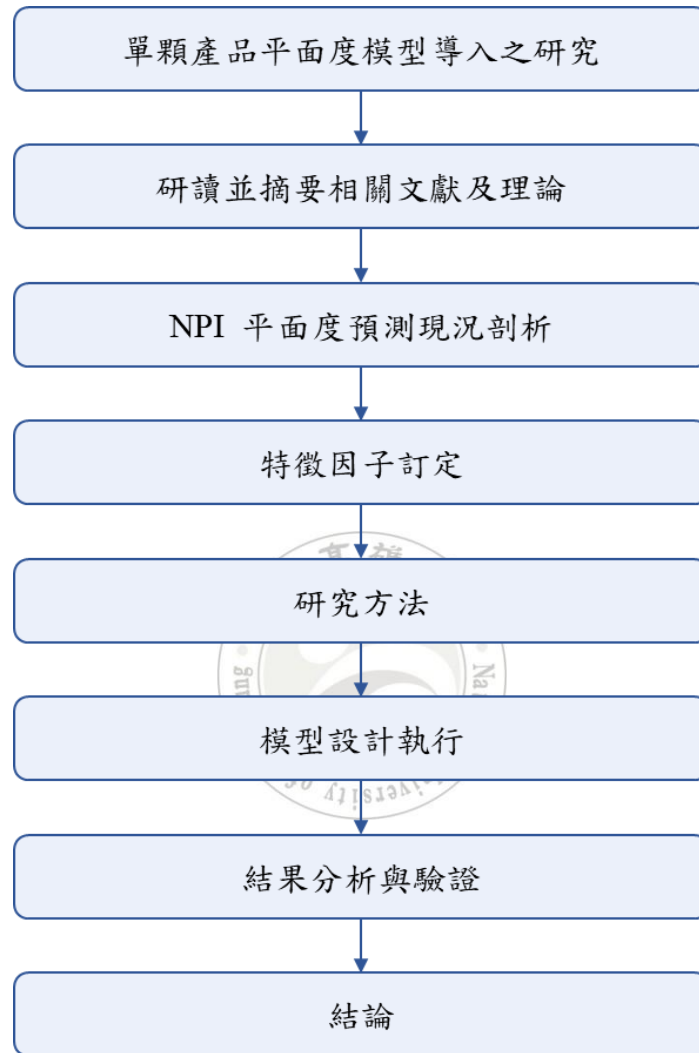 單顆產品平面度模型導入之研究
研讀並摘要相關文獻及理論
NPI 平面度預測現況剖析
特徵因子訂定
研究方法
模型設計執行
結果分析與驗證
結論